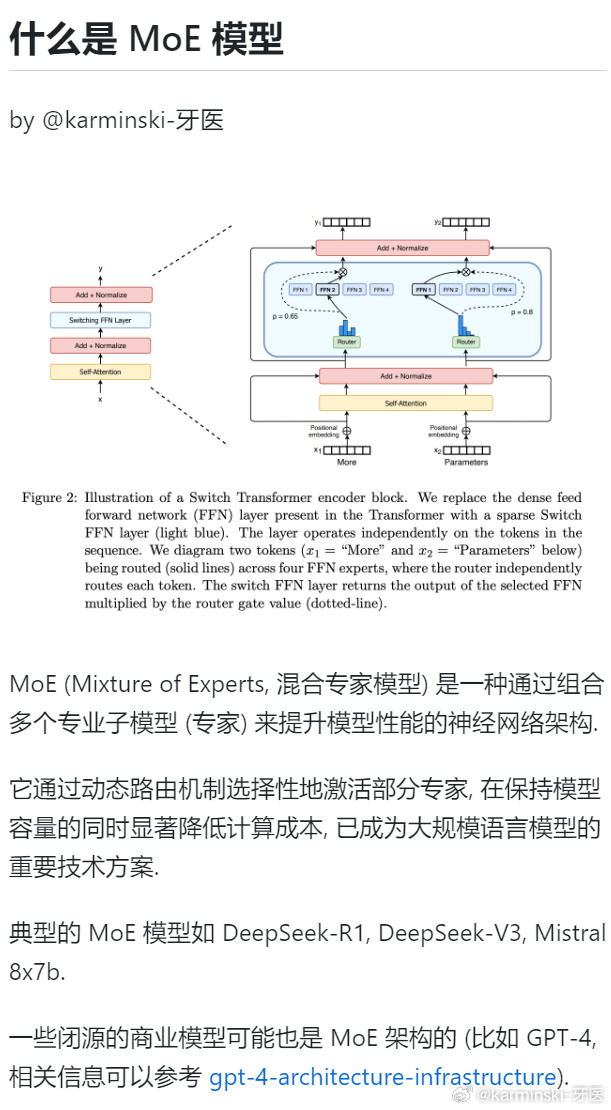 什么是 MoE 模型
by @karminski-牙医
y
Add + Normalize
Switching FFN Layer
Add + Normalize
Self-Attention
x
y₁
y₂
Add + Normalize
FFN 1 FFN 2 FFN 3 FFN 4
FFN 1 FFN 2 FFN 3 FFN 4
p = 0.65
p = 0.8
Router
Router
Add + Normalize
Self-Attention
Positional embedding
Positional embedding
x₁
x₂
More
Parameters
Figure 2: Illustration of a Switch Transformer encoder block. We replace the dense feed
forward network (FFN) layer present in the Transformer with a sparse Switch
FFN layer (light blue). The layer operates independently on the tokens in the
sequence. We diagram two tokens (x₁ = “More” and x₂ = “Parameters” below)
being routed (solid lines) across four FFN experts, where the router independently
routes each token. The switch FFN layer returns the output of the selected FFN
multiplied by the router gate value (dotted-line).
MoE (Mixture of Experts, 混合专家模型) 是一种通过组合
多个专业子模型 (专家) 来提升模型性能的神经网络架构.
它通过动态路由机制选择性地激活部分专家, 在保持模型
容量的同时显著降低计算成本, 已成为大规模语言模型的
重要技术方案.
典型的 MoE 模型如 DeepSeek-R1, DeepSeek-V3, Mistral
8x7b.
一些闭源的商业模型可能也是 MoE 架构的 (比如 GPT-4,
相关信息可以参考 gpt-4-architecture-infrastructure).
@karminski-牙医